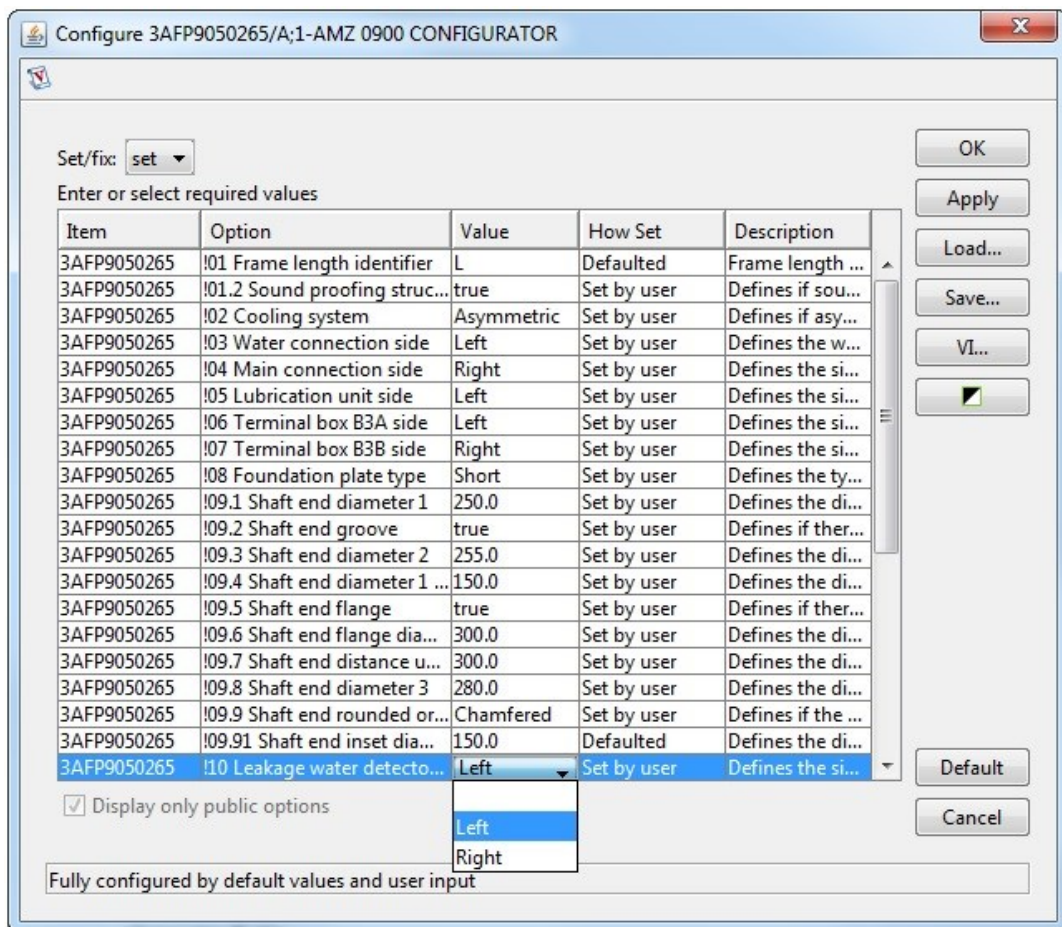 Configure 3AFP9050265/A;1-AMZ 0900 CONFIGURATOR
Set/fix: set
Enter or select required values
Item Option Value How Set Description
3AFP9050265 !01 Frame length identifier L Defaulted Frame length ...
3AFP9050265 !01.2 Sound proofing struc... true Set by user Defines if sou...
3AFP9050265 !02 Cooling system Asymmetric Set by user Defines if asy...
3AFP9050265 !03 Water connection side Left Set by user Defines the w...
3AFP9050265 !04 Main connection side Right Set by user Defines the si...
3AFP9050265 !05 Lubrication unit side Left Set by user Defines the si...
3AFP9050265 !06 Terminal box B3A side Left Set by user Defines the si...
3AFP9050265 !07 Terminal box B3B side Right Set by user Defines the si...
3AFP9050265 !08 Foundation plate type Short Set by user Defines the ty...
3AFP9050265 !09.1 Shaft end diameter 1 250.0 Set by user Defines the di...
3AFP9050265 !09.2 Shaft end groove true Set by user Defines if ther...
3AFP9050265 !09.3 Shaft end diameter 2 255.0 Set by user Defines the di...
3AFP9050265 !09.4 Shaft end diameter 1 ... 150.0 Set by user Defines the di...
3AFP9050265 !09.5 Shaft end flange true Set by user Defines if ther...
3AFP9050265 !09.6 Shaft end flange dia... 300.0 Set by user Defines the di...
3AFP9050265 !09.7 Shaft end distance u... 300.0 Set by user Defines the di...
3AFP9050265 !09.8 Shaft end diameter 3 280.0 Set by user Defines the di...
3AFP9050265 !09.9 Shaft end rounded or... Chamfered Set by user Defines if the ...
3AFP9050265 !09.91 Shaft end inset dia... 150.0 Defaulted Defines the di...
3AFP9050265 !10 Leakage water detecto... Left Set by user Defines the si...
Left
Right
Display only public options
Fully configured by default values and user input
OK
Apply
Load...
Save...
VI...
Default
Cancel